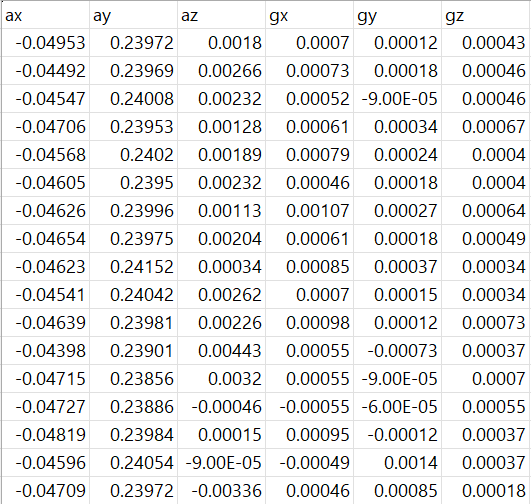 ax ay az gx gy gz
-0.04953 0.23972 0.0018 0.0007 0.00012 0.00043
-0.04492 0.23969 0.00266 0.00073 0.00018 0.00046
-0.04547 0.24008 0.00232 0.00052 -9.00E-05 0.00046
-0.04706 0.23953 0.00128 0.00061 0.00034 0.00067
-0.04568 0.2402 0.00189 0.00079 0.00024 0.0004
-0.04605 0.2395 0.00232 0.00046 0.00018 0.0004
-0.04626 0.23996 0.00113 0.00107 0.00027 0.00064
-0.04654 0.23975 0.00204 0.00061 0.00018 0.00049
-0.04623 0.24152 0.00034 0.00085 0.00037 0.00034
-0.04541 0.24042 0.00262 0.0007 0.00015 0.00034
-0.04639 0.23981 0.00226 0.00098 0.00012 0.00073
-0.04398 0.23901 0.00443 0.00055 -0.00073 0.00037
-0.04715 0.23856 0.0032 0.00055 -9.00E-05 0.0007
-0.04727 0.23886 -0.00046 -0.00055 -6.00E-05 0.00055
-0.04819 0.23984 0.00015 0.00095 -0.00012 0.00037
-0.04596 0.24054 -9.00E-05 -0.00049 0.0014 0.00037
-0.04709 0.23972 -0.00336 0.00046 0.00085 0.00018